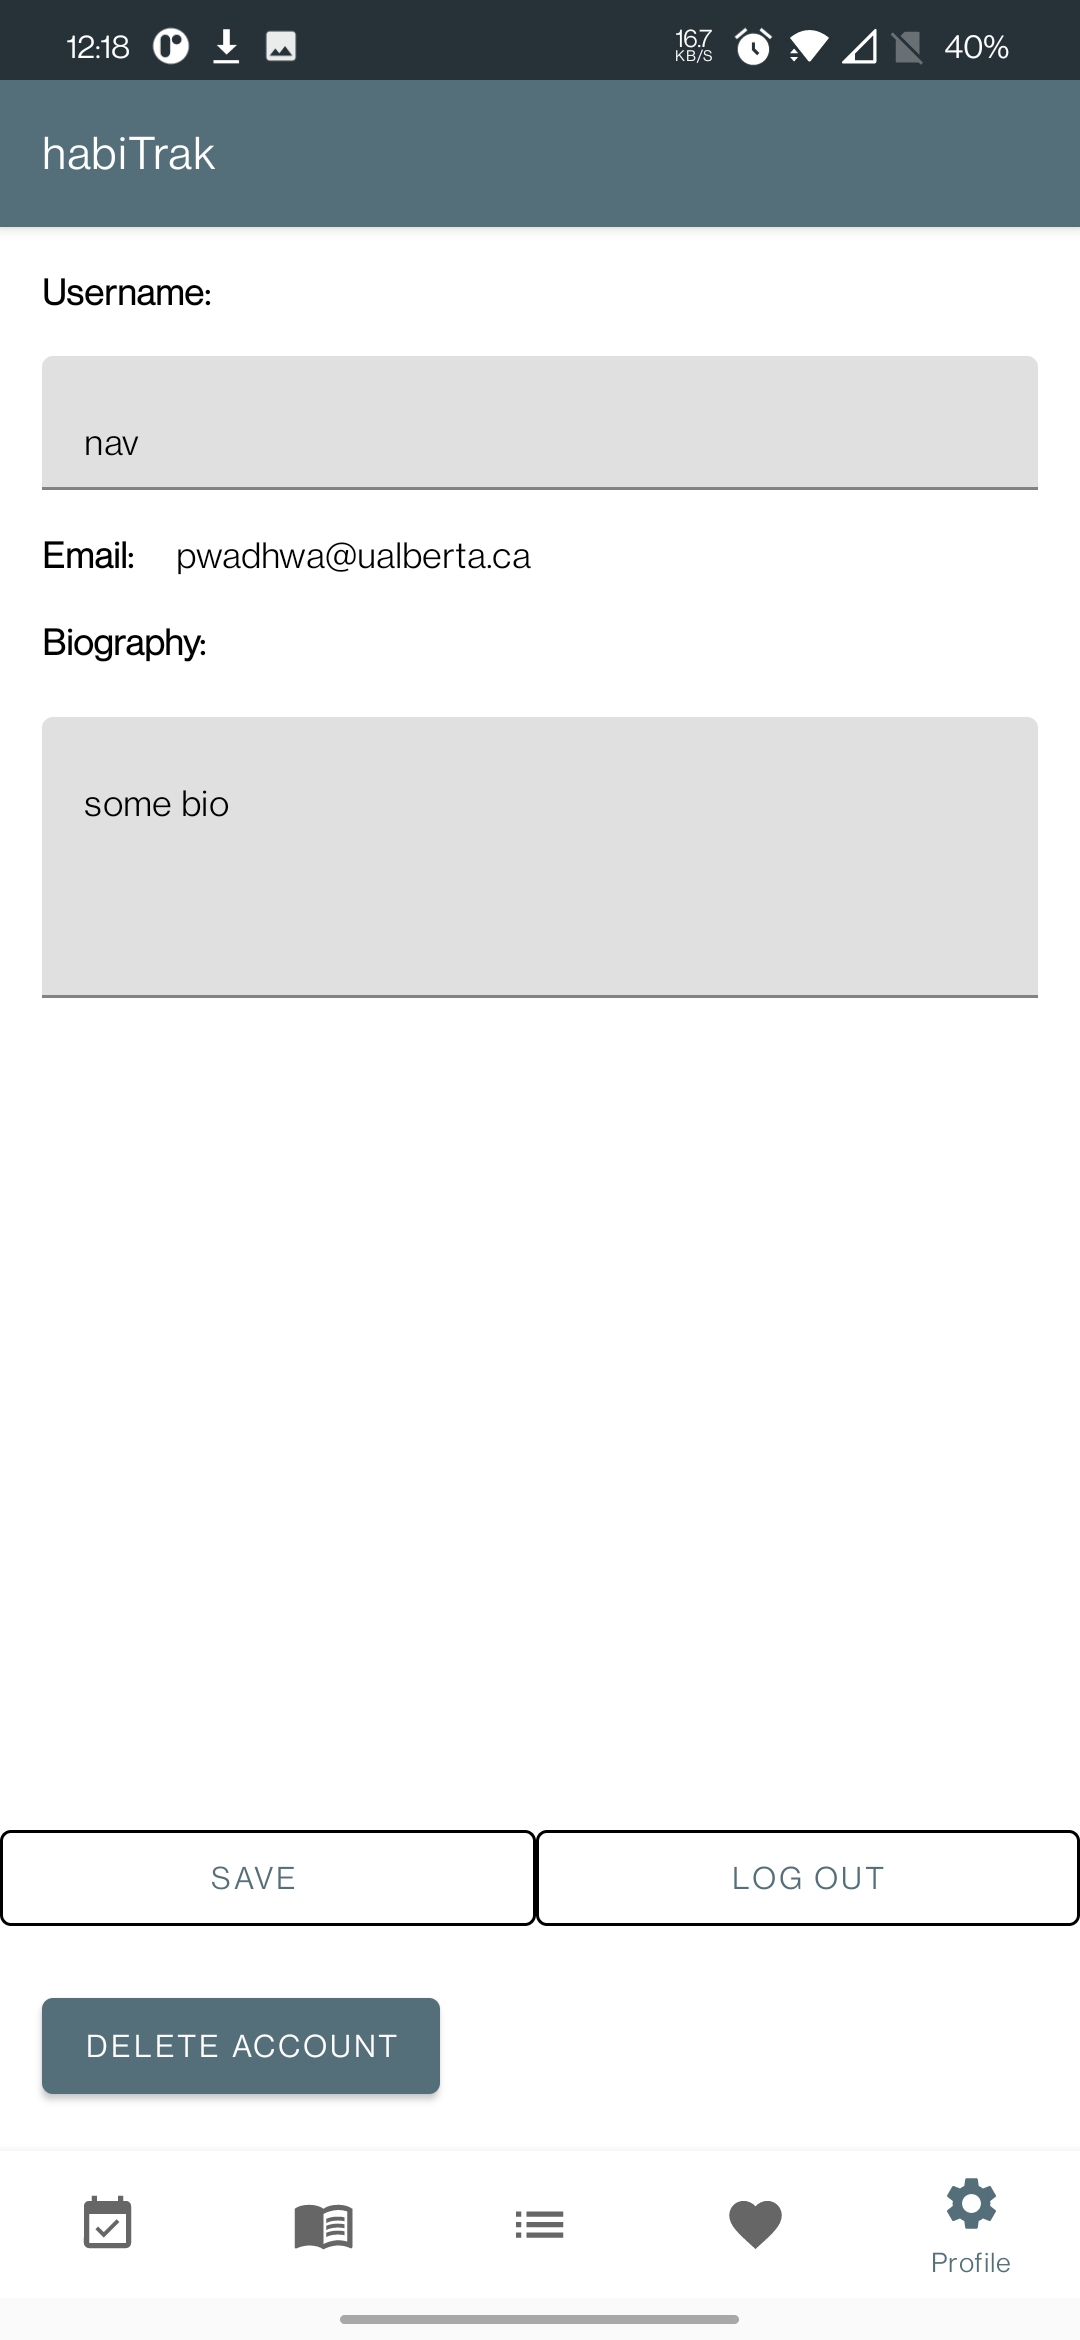 12:18 16.7 KB/S 40%
habiTrak
Username:
nav
Email: pwadhwa@ualberta.ca
Biography:
some bio
SAVE LOG OUT
DELETE ACCOUNT
Profile